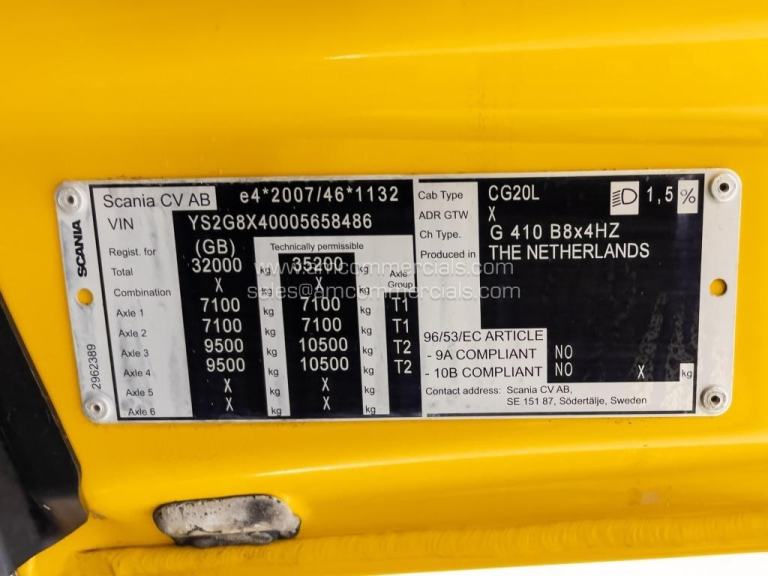 Scania CV AB e4*2007/46*1132
VIN YS2G8X40005658486
Regist. for (GB) Technically permissible
Total 32000 kg 35200 kg Axle Group
Combination X kg X kg
Axle 1 7100 kg 7100 kg T1
Axle 2 7100 kg 7100 kg T1
Axle 3 9500 kg 10500 kg T2
Axle 4 9500 kg 10500 kg T2
Axle 5 X kg X kg
Axle 6 X kg X kg
Cab Type CG20L 1,5%
ADR GTW X
Ch Type. G 410 B8x4HZ
Produced in THE NETHERLANDS
96/53/EC ARTICLE
- 9A COMPLIANT NO
- 10B COMPLIANT NO X kg
Contact address: Scania CV AB,
SE 151 87, Södertälje, Sweden
SCANIA
2962389
www.amcommercials.com
sales@amcommercials.com